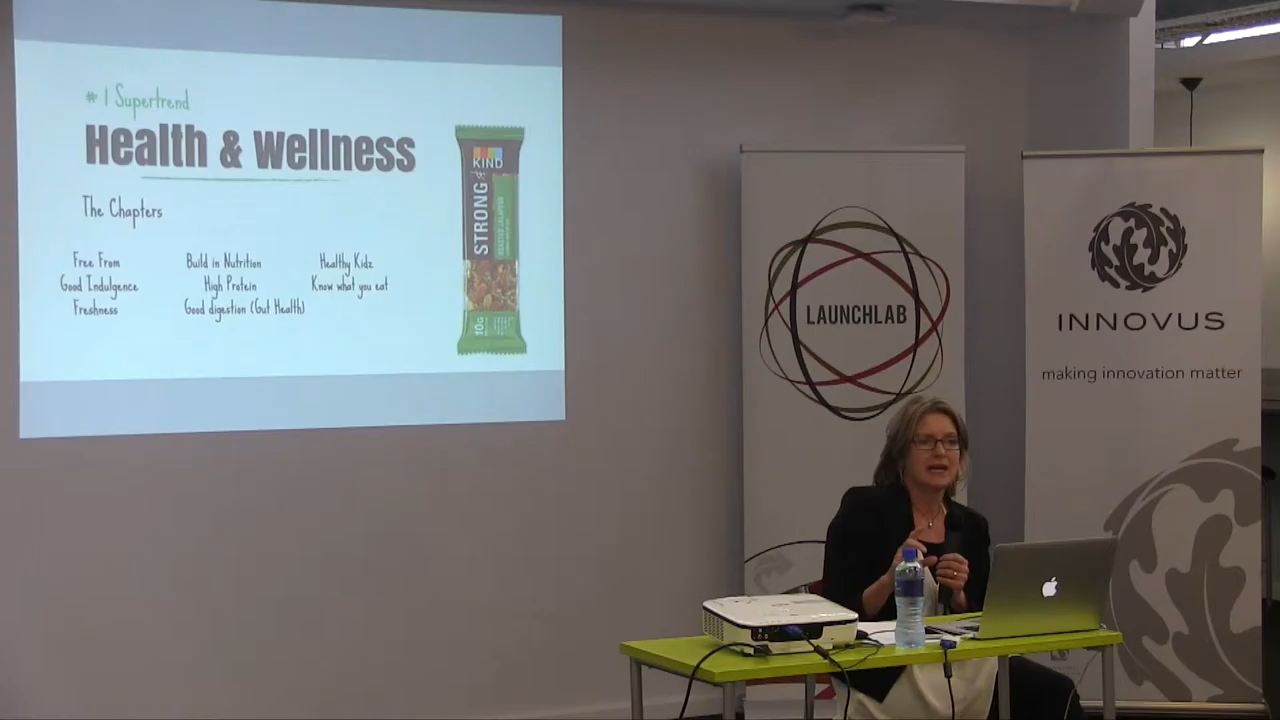 # 1 Supertrend
Health & Wellness
The Chapters
Free From
Good Indulgence
Freshness
Build in Nutrition
High Protein
Good digestion (Gut Health)
Healthy Kidz
Know what you eat
KIND
STRONG
10G
LAUNCHLAB
INNOVUS
making innovation matter